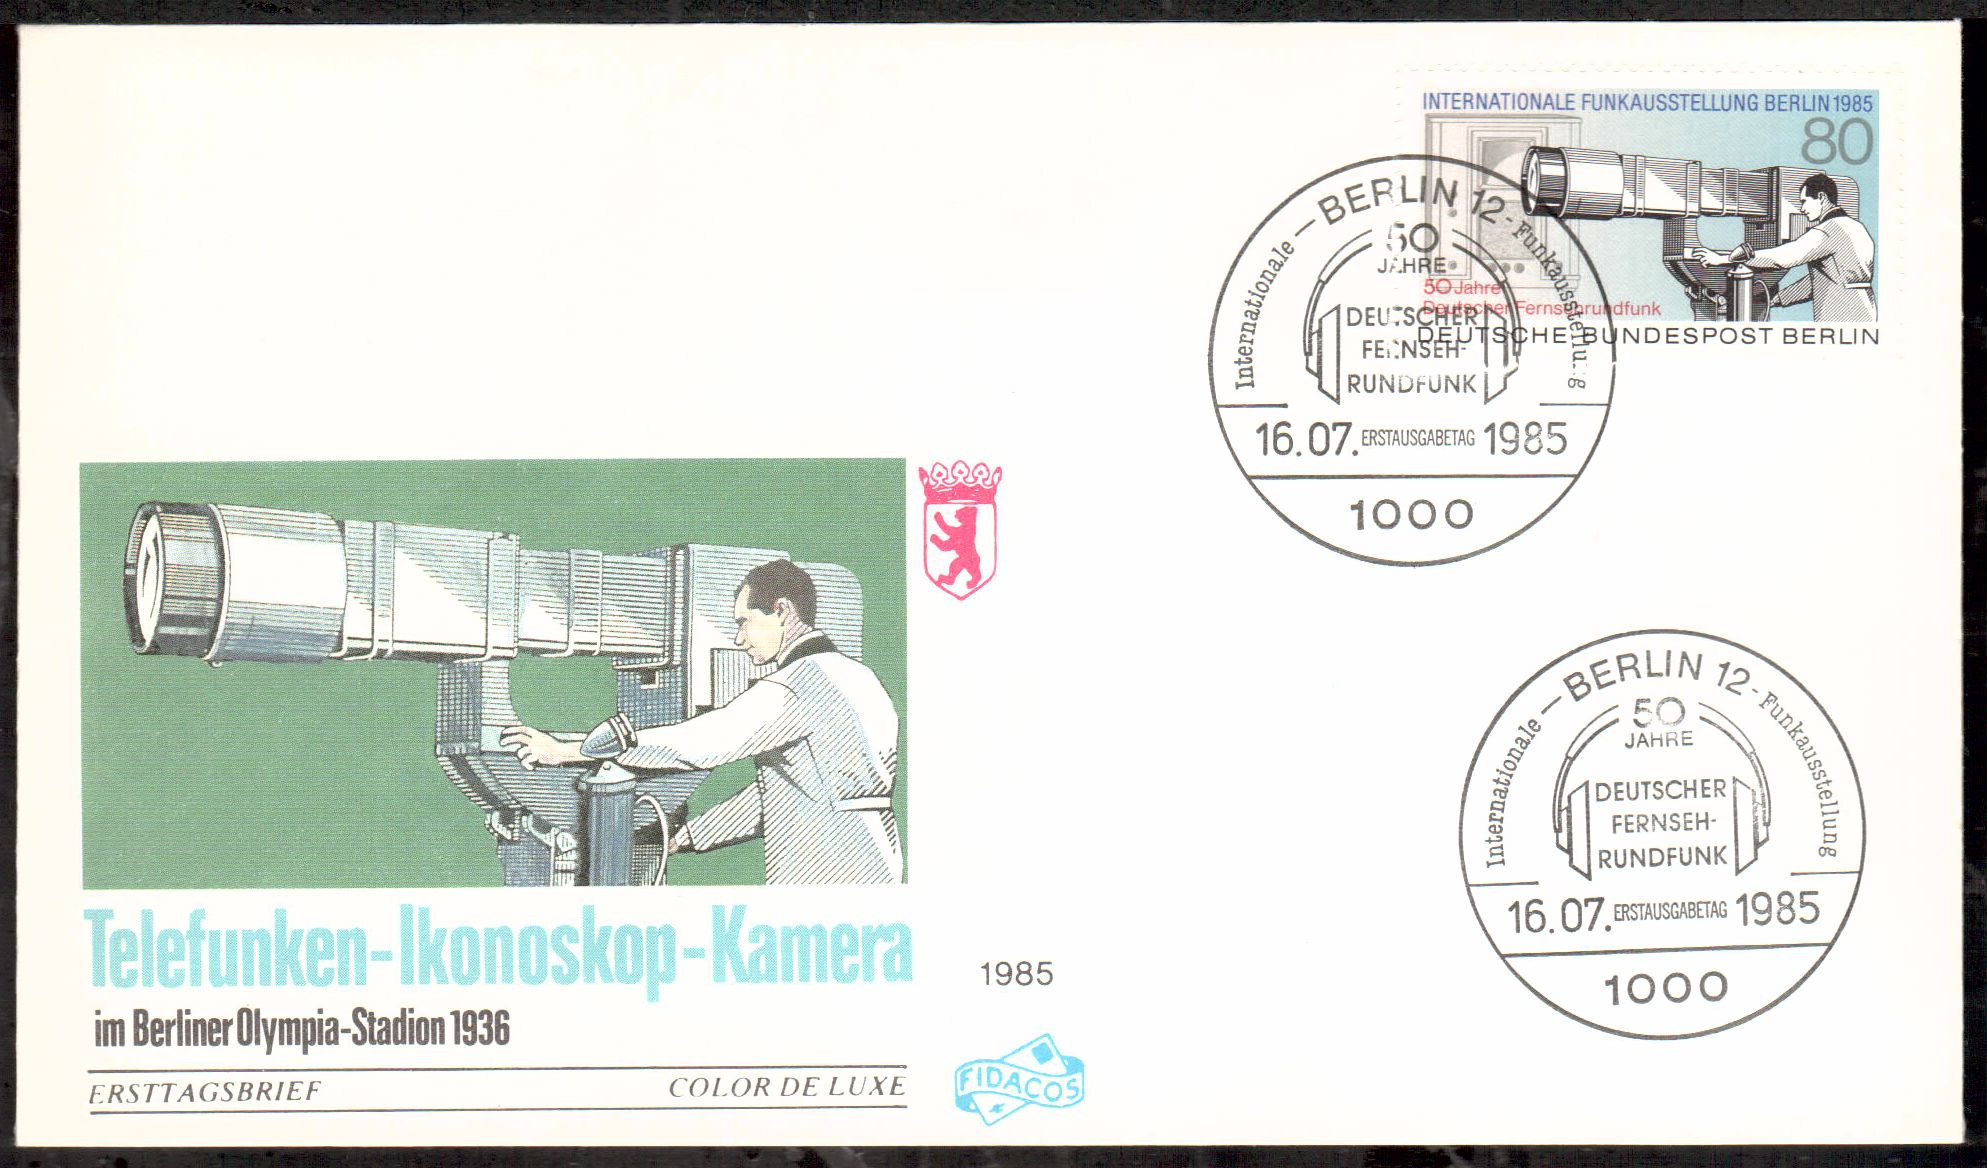 INTERNATIONALE FUNKAUSSTELLUNG BERLIN 1985
80
50 Jahre
Deutscher Fernsehrundfunk
DEUTSCHE BUNDESPOST BERLIN
Internationale — BERLIN 12 - Funkausstellung
50
JAHRE
DEUTSCHER
FERNSEH-
RUNDFUNK
16.07. ERSTAUSGABETAG 1985
1000
Internationale — BERLIN 12 - Funkausstellung
50
JAHRE
DEUTSCHER
FERNSEH-
RUNDFUNK
16.07. ERSTAUSGABETAG 1985
1000
Telefunken-Ikonoskop-Kamera
im Berliner Olympia-Stadion 1936
ERSTTAGSBRIEF COLOR DE LUXE
1985
FIDACOS